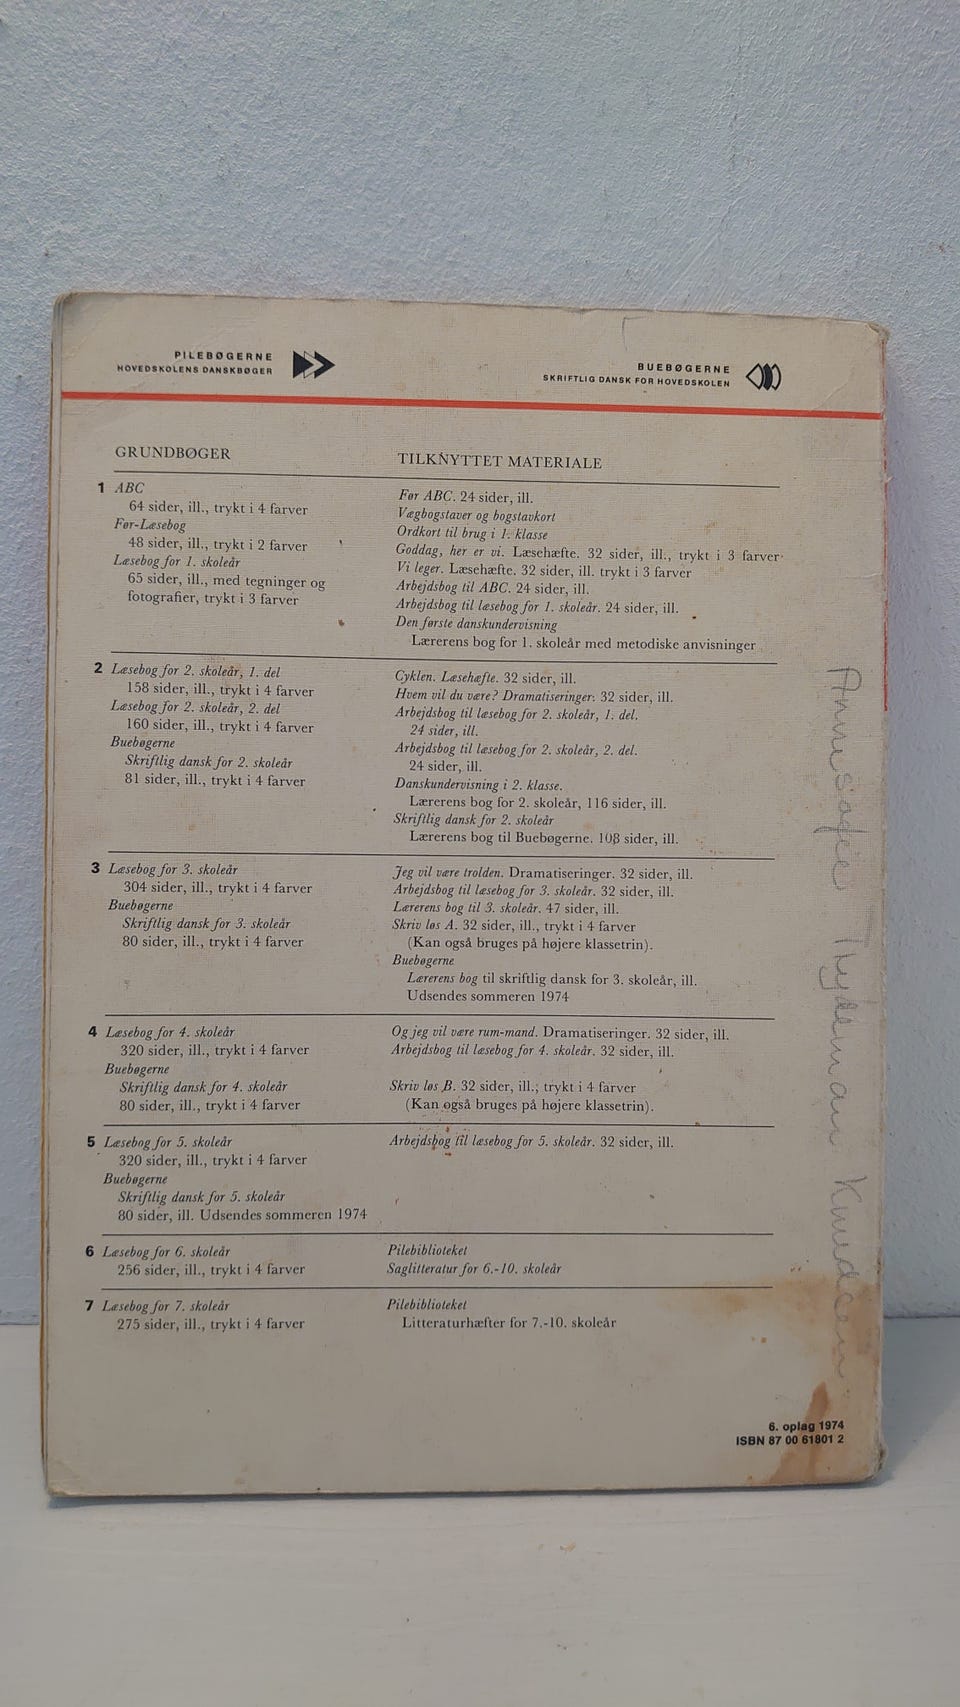 PILEBØGERNE
HOVEDSKOLENS DANSKBØGER
BUEBØGERNE
SKRIFTLIG DANSK FOR HOVEDSKOLEN
GRUNDBØGER
1 ABC
64 sider, ill., trykt i 4 farver
Før-Læsebog
48 sider, ill., trykt i 2 farver
Læsebog for 1. skoleår
65 sider, ill., med tegninger og
fotografier, trykt i 3 farver
TILKNYTTET MATERIALE
Før ABC. 24 sider, ill.
Vægbogstaver og bogstavkort
Ordkort til brug i 1. klasse
Goddag, her er vi. Læsehæfte. 32 sider, ill., trykt i 3 farver
Vi leger. Læsehæfte. 32 sider, ill. trykt i 3 farver
Arbejdsbog til ABC. 24 sider, ill.
Arbejdsbog til læsebog for 1. skoleår. 24 sider, ill.
Den første danskundervisning
Lærerens bog for 1. skoleår med metodiske anvisninger
2 Læsebog for 2. skoleår, 1. del
158 sider, ill., trykt i 4 farver
Læsebog for 2. skoleår, 2. del
160 sider, ill., trykt i 4 farver
Buebøgerne
Skriftlig dansk for 2. skoleår
81 sider, ill., trykt i 4 farver
Cyklen. Læsehæfte. 32 sider, ill.
Hvem vil du være? Dramatiseringer. 32 sider, ill.
Arbejdsbog til læsebog for 2. skoleår, 1. del.
24 sider, ill.
Arbejdsbog til læsebog for 2. skoleår, 2. del.
24 sider, ill.
Danskundervisning i 2. klasse.
Lærerens bog for 2. skoleår, 116 sider, ill.
Skriftlig dansk for 2. skoleår
Lærerens bog til Buebøgerne. 108 sider, ill.
3 Læsebog for 3. skoleår
304 sider, ill., trykt i 4 farver
Buebøgerne
Skriftlig dansk for 3. skoleår
80 sider, ill., trykt i 4 farver
Jeg vil være trolden. Dramatiseringer. 32 sider, ill.
Arbejdsbog til læsebog for 3. skoleår. 32 sider, ill.
Lærerens bog til 3. skoleår. 47 sider, ill.
Skriv løs A. 32 sider, ill., trykt i 4 farver
(Kan også bruges på højere klassetrin).
Buebøgerne
Lærerens bog til skriftlig dansk for 3. skoleår, ill.
Udsendes sommeren 1974
4 Læsebog for 4. skoleår
320 sider, ill., trykt i 4 farver
Buebøgerne
Skriftlig dansk for 4. skoleår
80 sider, ill., trykt i 4 farver
Og jeg vil være rum-mand. Dramatiseringer. 32 sider, ill.
Arbejdsbog til læsebog for 4. skoleår. 32 sider, ill.
Skriv løs B. 32 sider, ill., trykt i 4 farver
(Kan også bruges på højere klassetrin).
5 Læsebog for 5. skoleår
320 sider, ill., trykt i 4 farver
Buebøgerne
Skriftlig dansk for 5. skoleår
80 sider, ill. Udsendes sommeren 1974
Arbejdsbog til læsebog for 5. skoleår. 32 sider, ill.
6 Læsebog for 6. skoleår
256 sider, ill., trykt i 4 farver
Pilebiblioteket
Saglitteratur for 6.-10. skoleår
7 Læsebog for 7. skoleår
275 sider, ill., trykt i 4 farver
Pilebiblioteket
Litteraturhæfter for 7.-10. skoleår
6. oplag 1974
ISBN 87 00 61801 2